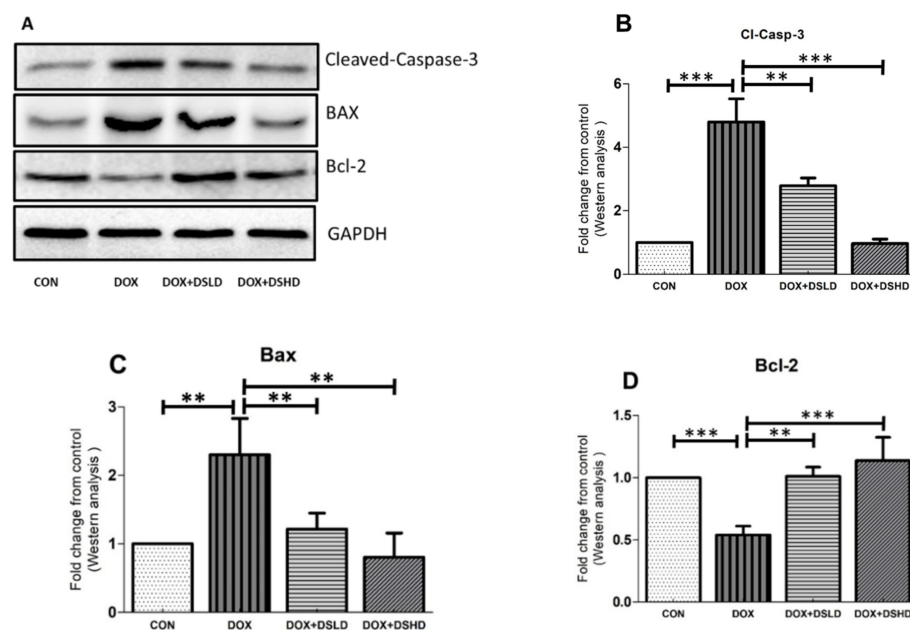 A
Cleaved-Caspase-3
BAX
Bcl-2
GAPDH
CON DOX DOX+DSLD DOX+DSHD
B
Cl-Casp-3
***
*** **
Fold change from control
(Western analysis )
6
4
2
0
CON DOX DOX+DSLD DOX+DSHD
C
Bax
**
** **
Fold change from control
(Western analysis)
3
2
1
0
CON DOX DOX+DSLD DOX+DSHD
D
Bcl-2
***
*** **
Fold change from control
(Western analysis)
1.5
1.0
0.5
0.0
CON DOX DOX+DSLD DOX+DSHD